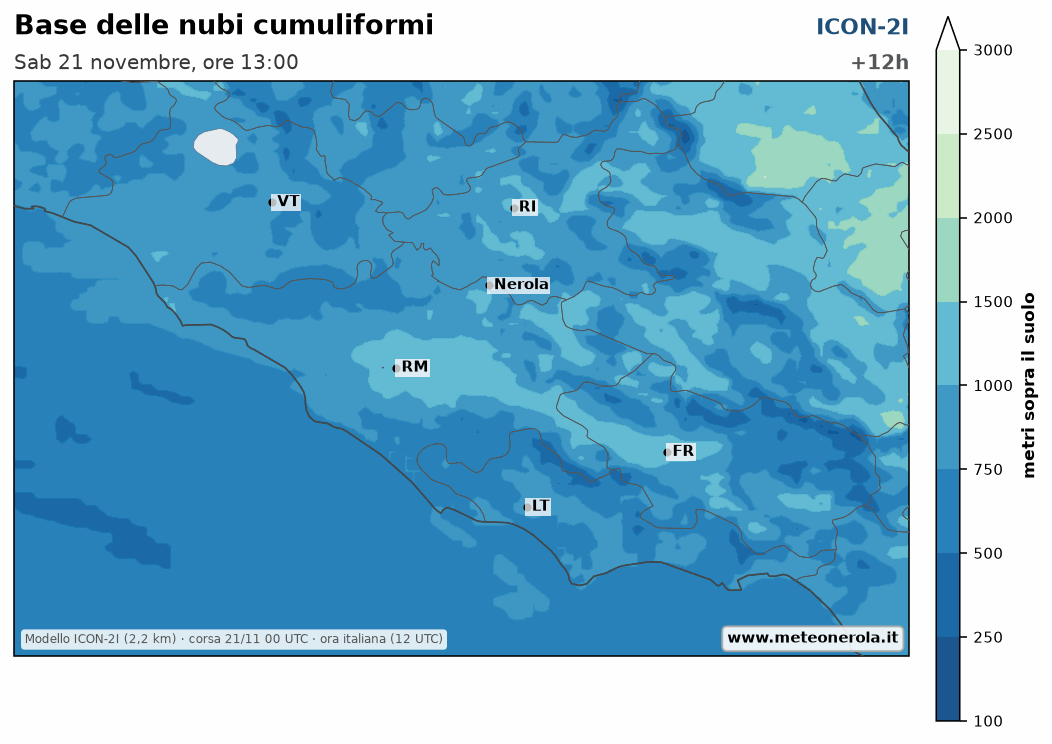 Base delle nubi cumuliformi
ICON-2I
Sab 21 novembre, ore 13:00
+12h
VT
RI
Nerola
RM
FR
LT
Modello ICON-2I (2,2 km) · corsa 21/11 00 UTC · ora italiana (12 UTC)
www.meteonerola.it
3000
2500
2000
1500
1000
750
500
250
100
metri sopra il suolo